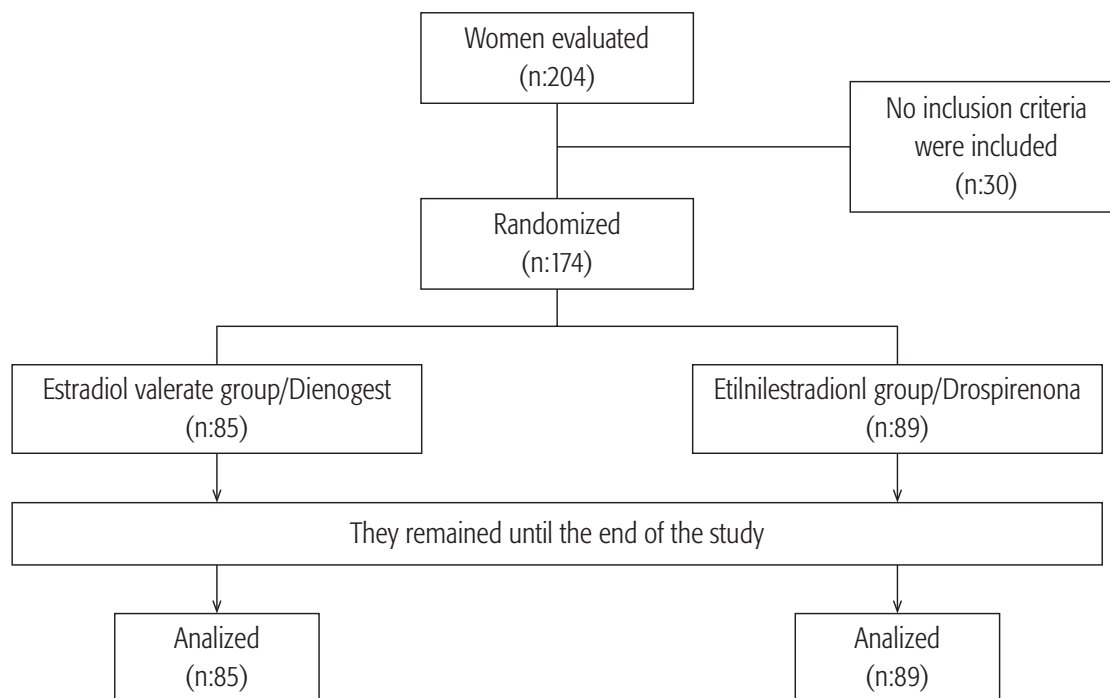 Women evaluated
(n:204)
No inclusion criteria
were included
(n:30)
Randomized
(n:174)
Estradiol valerate group/Dienogest
(n:85)
Etilnilestradionl group/Drospirenona
(n:89)
They remained until the end of the study
Analized
(n:85)
Analized
(n:89)